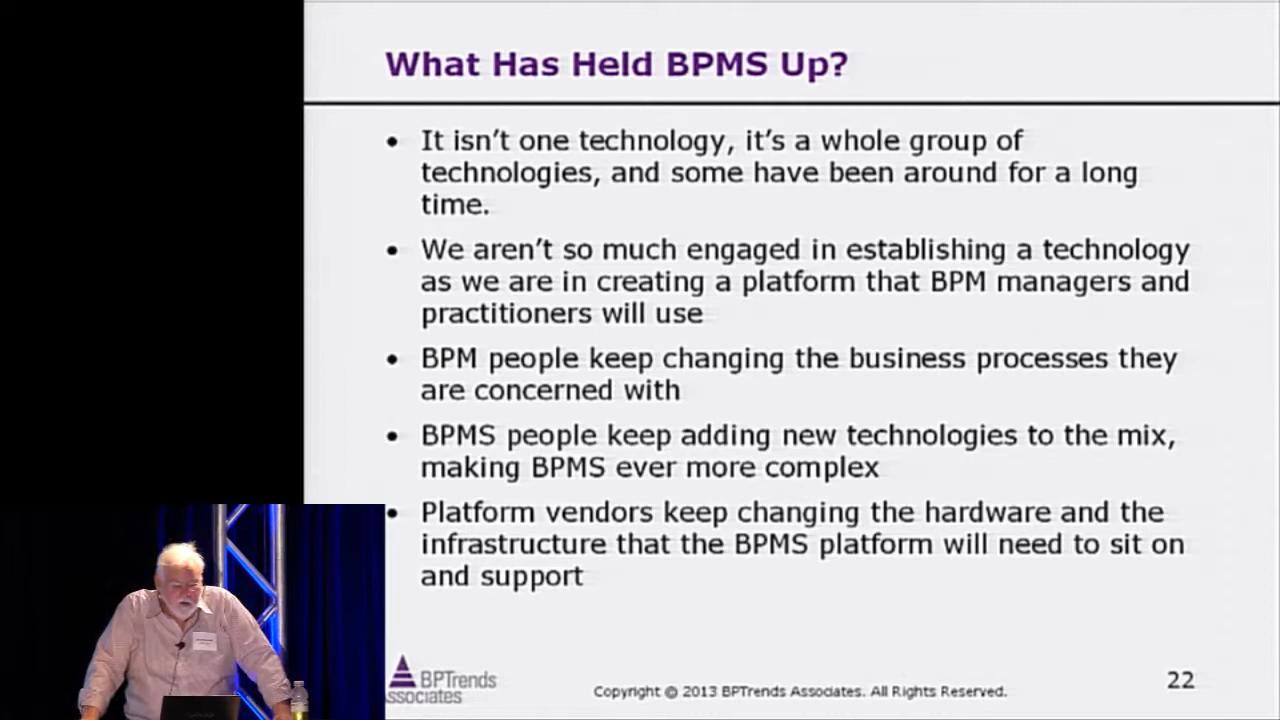 What Has Held BPMS Up?
• It isn't one technology, it's a whole group of
technologies, and some have been around for a long
time.
• We aren't so much engaged in establishing a technology
as we are in creating a platform that BPM managers and
practitioners will use
• BPM people keep changing the business processes they
are concerned with
• BPMS people keep adding new technologies to the mix,
making BPMS ever more complex
• Platform vendors keep changing the hardware and the
infrastructure that the BPMS platform will need to sit on
and support
BPTrends
ssociates
Copyright © 2013 BPTrends Associates. All Rights Reserved.
22